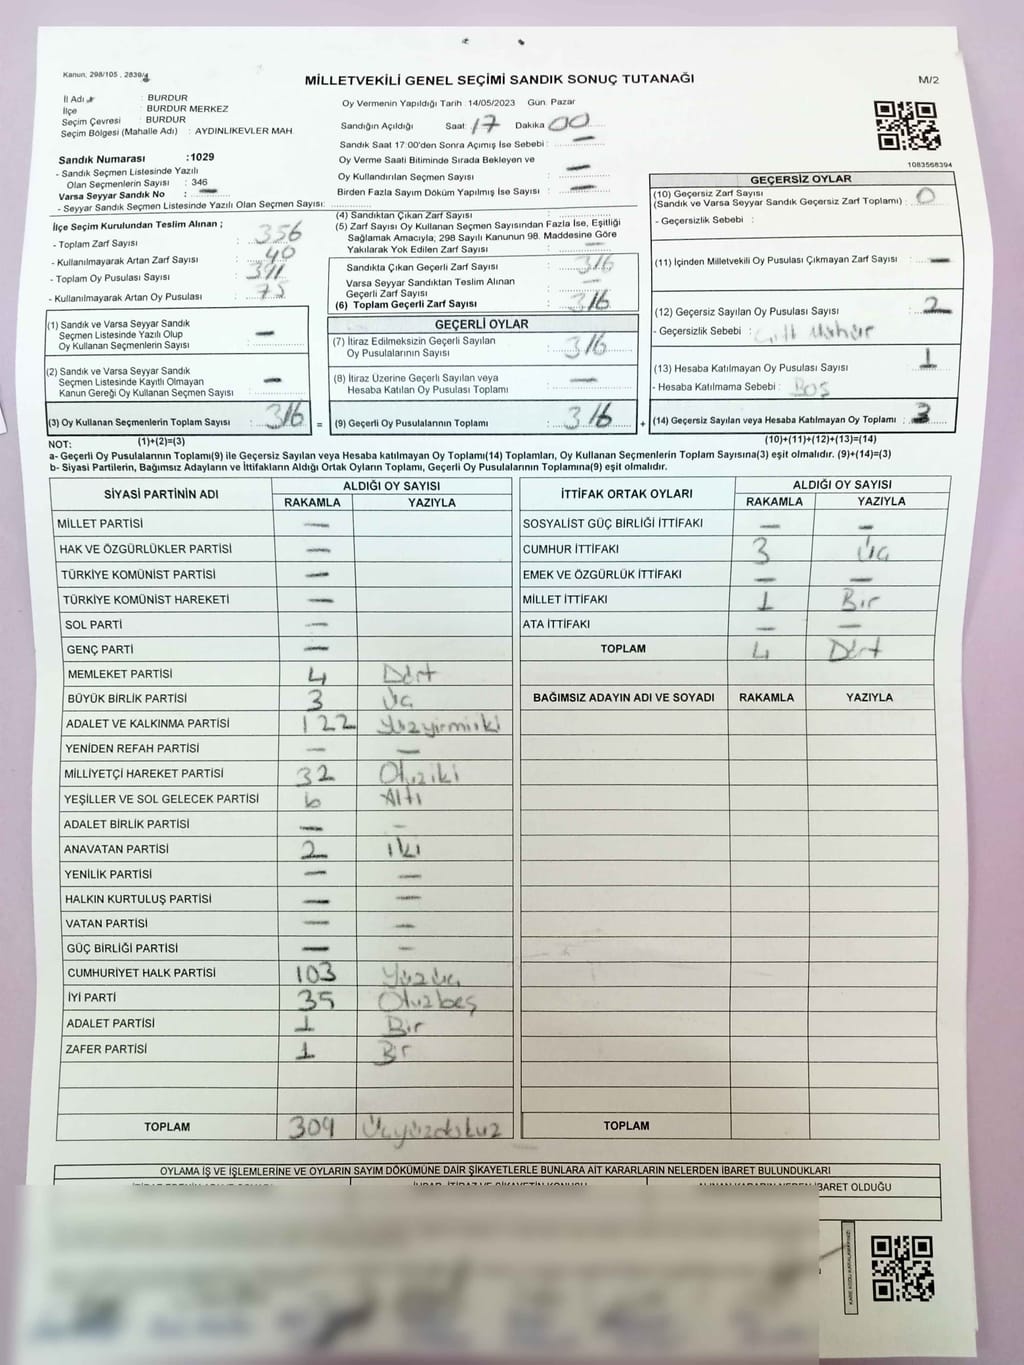 Kanun, 298/105 , 2839/4
MİLLETVEKİLİ GENEL SEÇİMİ SANDIK SONUÇ TUTANAĞI
M/2
İl Adı : BURDUR
İlçe : BURDUR MERKEZ
Seçim Çevresi : BURDUR
Seçim Bölgesi (Mahalle Adı) : AYDINLIKEVLER MAH.
Oy Vermenin Yapıldığı Tarih :14/05/2023 Gün: Pazar
Sandığın Açıldığı Saat: 17 Dakika 00
Sandık Saat 17:00'den Sonra Açımış İse Sebebi : —
Oy Verme Saati Bitiminde Sırada Bekleyen ve
Oy Kullandırılan Seçmen Sayısı : —
Birden Fazla Sayım Döküm Yapılmış İse Sayısı : —
1083568394
Sandık Numarası :1029
- Sandık Seçmen Listesinde Yazılı
Olan Seçmenlerin Sayısı : 346
Varsa Seyyar Sandık No : —
- Seyyar Sandık Seçmen Listesinde Yazılı Olan Seçmen Sayısı:
İlçe Seçim Kurulundan Teslim Alınan ;
- Toplam Zarf Sayısı : 356
- Kullanılmayarak Artan Zarf Sayısı : 40
- Toplam Oy Pusulası Sayısı : 391
- Kullanılmayarak Artan Oy Pusulası : 75
(1) Sandık ve Varsa Seyyar Sandık
Seçmen Listesinde Yazılı Olup
Oy Kullanan Seçmenlerin Sayısı : —
(2) Sandık ve Varsa Seyyar Sandık
Seçmen Listesinde Kayıtlı Olmayan
Kanun Gereği Oy Kullanan Seçmen Sayısı : —
(3) Oy Kullanan Seçmenlerin Toplam Sayısı : 316 =
(4) Sandıktan Çıkan Zarf Sayısı :
(5) Zarf Sayısı Oy Kullanan Seçmen Sayısından Fazla İse, Eşitliği
Sağlamak Amacıyla, 298 Sayılı Kanunun 98. Maddesine Göre
Yakılarak Yok Edilen Zarf Sayısı : —
Sandıkta Çıkan Geçerli Zarf Sayısı : 316
Varsa Seyyar Sandıktan Teslim Alınan
Geçerli Zarf Sayısı : —
(6) Toplam Geçerli Zarf Sayısı : 316
GEÇERLİ OYLAR
(7) İtiraz Edilmeksizin Geçerli Sayılan
Oy Pusulalarının Sayısı : 316
(8) İtiraz Üzerine Geçerli Sayılan veya
Hesaba Katılan Oy Pusulası Toplamı : —
(9) Geçerli Oy Pusulalarının Toplamı : 316 +
GEÇERSİZ OYLAR
(10) Geçersiz Zarf Sayısı
(Sandık ve Varsa Seyyar Sandık Geçersiz Zarf Toplamı) : 0
- Geçersizlik Sebebi :
(11) İçinden Milletvekili Oy Pusulası Çıkmayan Zarf Sayısı : —
(12) Geçersiz Sayılan Oy Pusulası Sayısı : 2
- Geçersizlik Sebebi : Çift Mühür
(13) Hesaba Katılmayan Oy Pusulası Sayısı : 1
- Hesaba Katılmama Sebebi : Boş
(14) Geçersiz Sayılan veya Hesaba Katılmayan Oy Toplamı : 3
NOT: (1)+(2)=(3) (10)+(11)+(12)+(13)=(14)
a- Geçerli Oy Pusulasının Toplamı(9) ile Geçersiz Sayılan veya Hesaba katılmayan Oy Toplamı(14) Toplamları, Oy Kullanan Seçmenlerin Toplam Sayısına(3) eşit olmalıdır. (9)+(14)=(3)
b- Siyasi Partilerin, Bağımsız Adayların ve İttifakların Aldığı Ortak Oyların Toplamı, Geçerli Oy Pusulalarının Toplamına(9) eşit olmalıdır.
SİYASİ PARTİNİN ADI ALDIĞI OY SAYISI
RAKAMLA YAZIYLA
MİLLET PARTİSİ —
HAK VE ÖZGÜRLÜKLER PARTİSİ —
TÜRKİYE KOMÜNİST PARTİSİ —
TÜRKİYE KOMÜNİST HAREKETİ —
SOL PARTİ —
GENÇ PARTİ —
MEMLEKET PARTİSİ 4 Dört
BÜYÜK BİRLİK PARTİSİ 3 Üç
ADALET VE KALKINMA PARTİSİ 122 Yüzyirmiiki
YENİDEN REFAH PARTİSİ — —
MİLLİYETÇİ HAREKET PARTİSİ 32 Otuziki
YEŞİLLER VE SOL GELECEK PARTİSİ 6 Altı
ADALET BİRLİK PARTİSİ — —
ANAVATAN PARTİSİ 2 iki
YENİLİK PARTİSİ — —
HALKIN KURTULUŞ PARTİSİ — —
VATAN PARTİSİ — —
GÜÇ BİRLİĞİ PARTİSİ — —
CUMHURİYET HALK PARTİSİ 103 Yüzüç
İYİ PARTİ 35 Otuzbeş
ADALET PARTİSİ 1 Bir
ZAFER PARTİSİ 1 Bir
TOPLAM 309 Üçyüzdokuz
İTTİFAK ORTAK OYLARI ALDIĞI OY SAYISI
RAKAMLA YAZIYLA
SOSYALİST GÜÇ BİRLİĞİ İTTİFAKI — —
CUMHUR İTTİFAKI 3 Üç
EMEK VE ÖZGÜRLÜK İTTİFAKI — —
MİLLET İTTİFAKI 1 Bir
ATA İTTİFAKI — —
TOPLAM 4 Dört
BAĞIMSIZ ADAYIN ADI VE SOYADI RAKAMLA YAZIYLA
TOPLAM
OYLAMA İŞ VE İŞLEMLERİNE VE OYLARIN SAYIM DÖKÜMÜNE DAİR ŞİKAYETLERLE BUNLARA AİT KARARLARIN NELERDEN İBARET BULUNDUKLARI
İBARET OLDUĞU